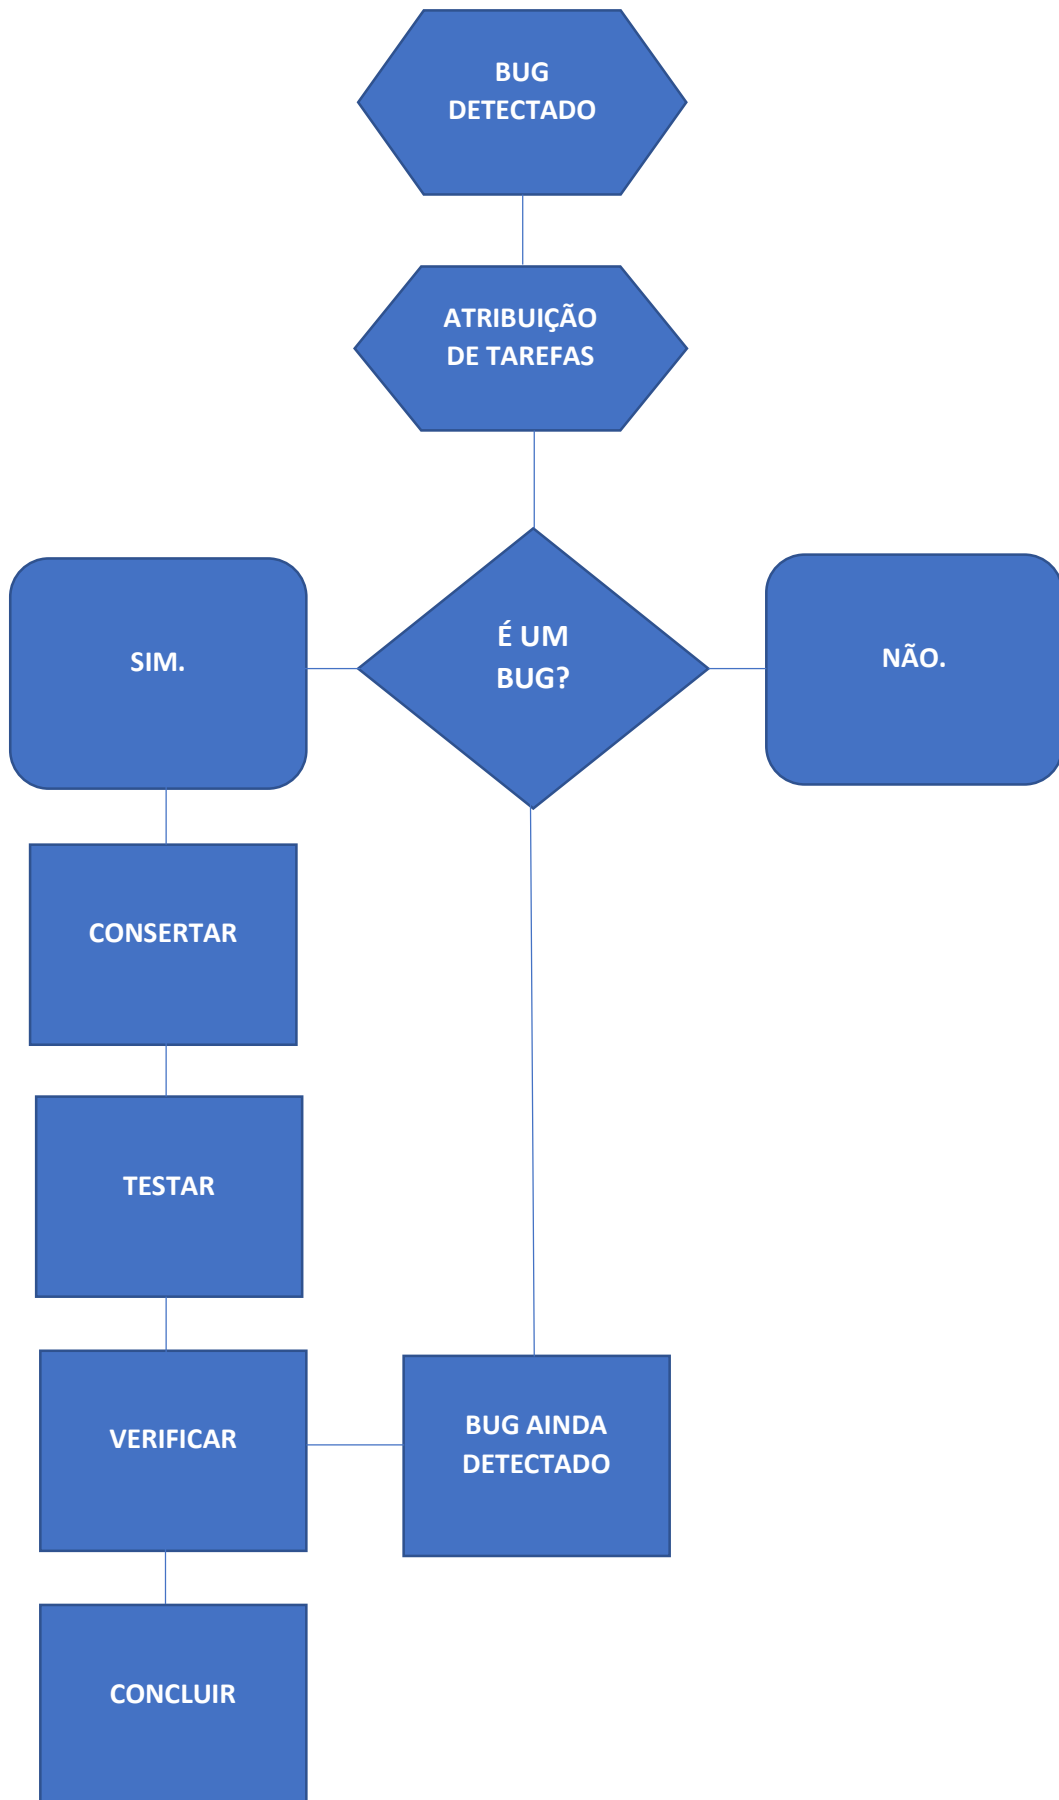 BUG
DETECTADO
ATRIBUIÇÃO
DE TAREFAS
SIM.
É UM
BUG?
NÃO.
CONSERTAR
TESTAR
VERIFICAR
BUG AINDA
DETECTADO
CONCLUIR